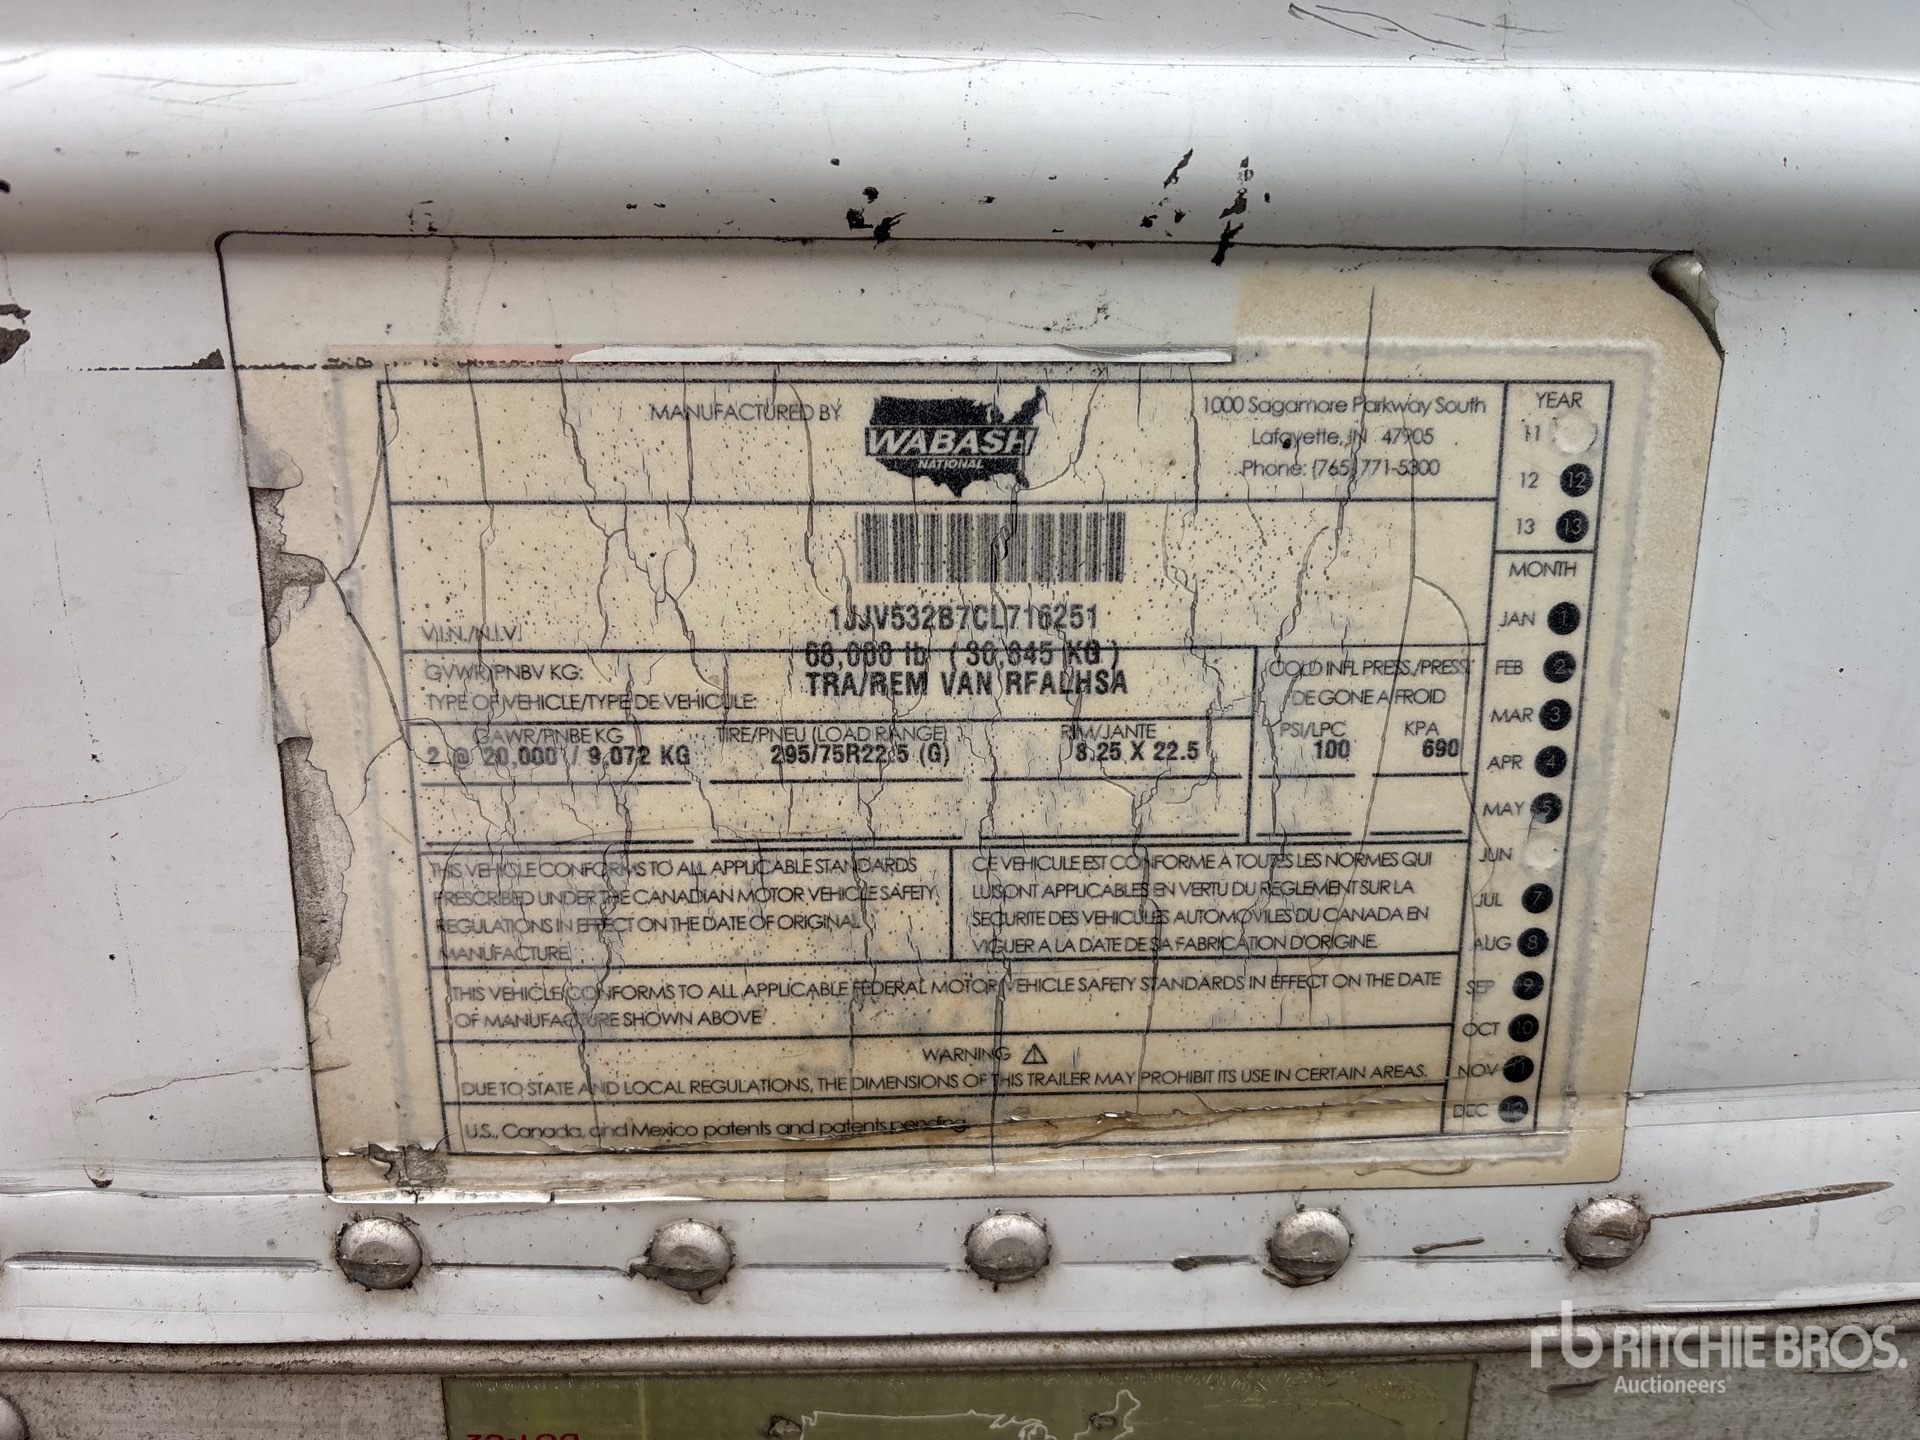 MANUFACTURED BY
WABASH
NATIONAL
1000 Sagamore Parkway South
Lafayette, IN 47905
Phone: (765) 771-5300
YEAR
11
12 12
13 13
MONTH
JAN 1
FEB 2
MAR 3
APR 4
MAY 5
JUN
JUL 7
AUG 8
SEP 9
OCT 10
NOV 11
DEC 12
V.I.N./N.I.V.
1JJV532B7CL716251
GVWR/PNBV KG:
68,000 lb (30,845 KG)
TYPE OF VEHICLE/TYPE DE VEHICULE:
TRA/REM VAN RFALHSA
COLD INFL PRESS./PRESS.
DE GONE A FROID
GAWR/PNBE KG TIRE/PNEU (LOAD RANGE) RIM/JANTE PSI/LPC KPA
2 @ 20,000 / 9,072 KG 295/75R22.5 (G) 8.25 X 22.5 100 690
THIS VEHICLE CONFORMS TO ALL APPLICABLE STANDARDS
PRESCRIBED UNDER THE CANADIAN MOTOR VEHICLE SAFETY
REGULATIONS IN EFFECT ON THE DATE OF ORIGINAL
MANUFACTURE
CE VEHICULE EST CONFORME A TOUTES LES NORMES QUI
LUI SONT APPLICABLES EN VERTU DU REGLEMENT SUR LA
SECURITE DES VEHICULES AUTOMOVILES DU CANADA EN
VIGUER A LA DATE DE SA FABRICATION D'ORIGINE.
THIS VEHICLE CONFORMS TO ALL APPLICABLE FEDERAL MOTOR VEHICLE SAFETY STANDARDS IN EFFECT ON THE DATE
OF MANUFACTURE SHOWN ABOVE
WARNING
DUE TO STATE AND LOCAL REGULATIONS, THE DIMENSIONS OF THIS TRAILER MAY PROHIBIT ITS USE IN CERTAIN AREAS.
U.S., Canada, and Mexico patents and patents pending.
rb RITCHIE BROS.
Auctioneers